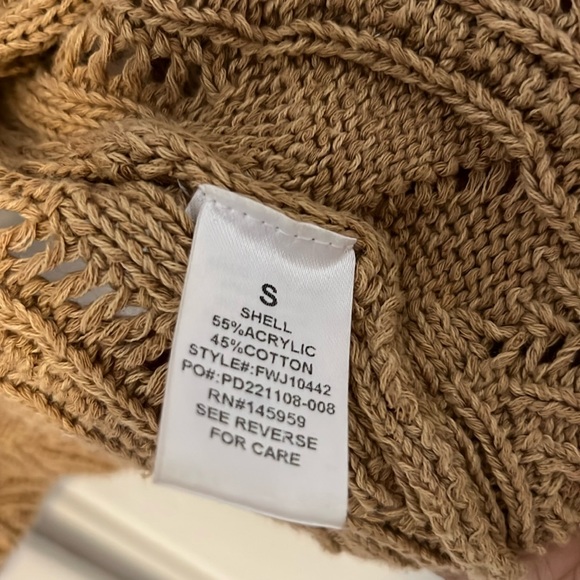 S
SHELL
55%ACRYLIC
45%COTTON
STYLE#:FWJ10442
PO#:PD221108-008
RN#145959
SEE REVERSE
FOR CARE